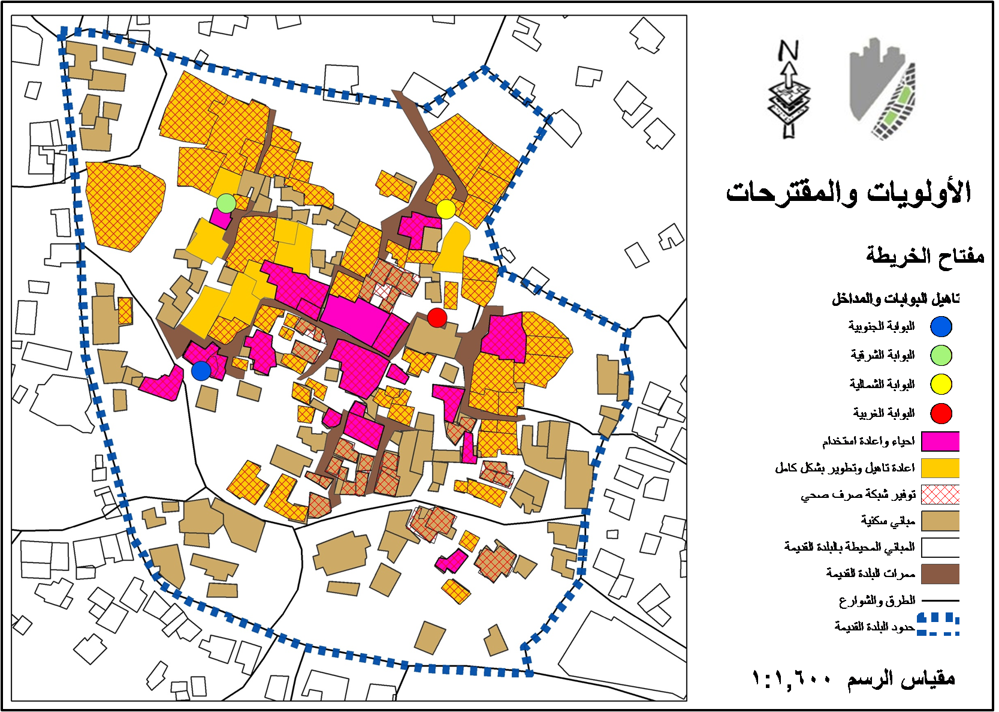 N
الأولويات والمقترحات
مفتاح الخريطة
تاهيل البوابات والمداخل
البوابة الجنوبية
البوابة الشرقية
البوابة الشمالية
البوابة الغربية
احياء واعادة استخدام
اعادة تاهيل وتطوير بشكل كامل
توفير شبكة صرف صحي
مباني سكنية
المباني المحيطة بالبلدة القديمة
ممرات البلدة القديمة
الطرق والشوارع
حدود البلدة القديمة
مقياس الرسم ١:١,٦٠٠